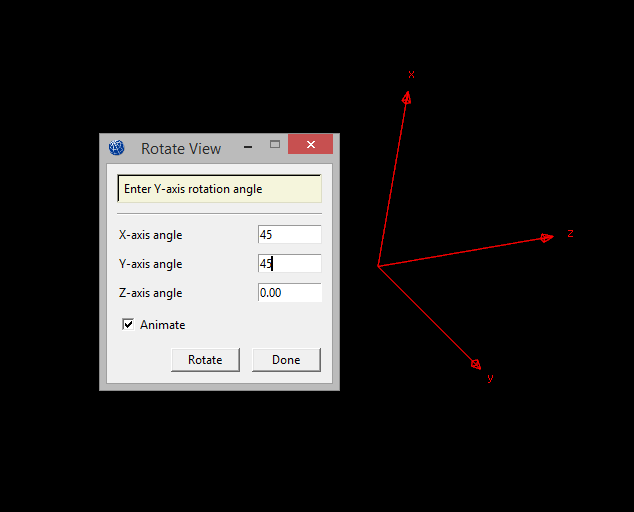 x
Rotate View
Enter Y-axis rotation angle
X-axis angle 45
Y-axis angle 45
Z-axis angle 0.00
Animate
Rotate Done
z
y